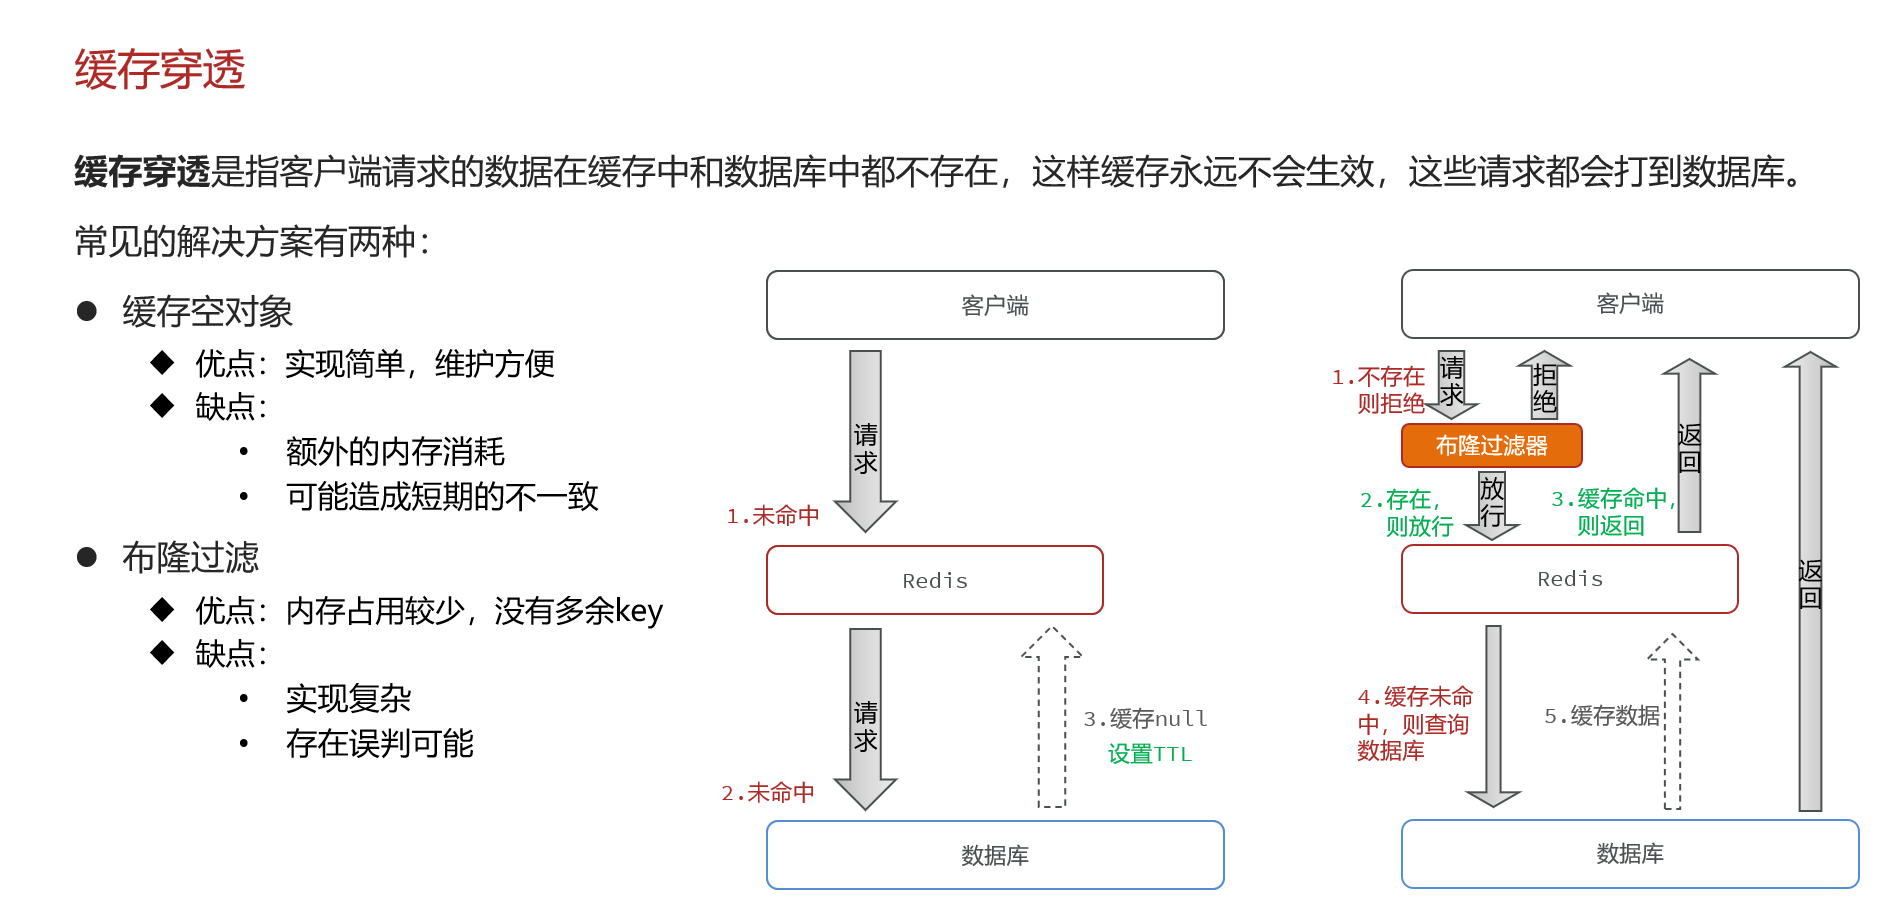 缓存穿透
缓存穿透是指客户端请求的数据在缓存中和数据库中都不存在，这样缓存永远不会生效，这些请求都会打到数据库。
常见的解决方案有两种：
● 缓存空对象
◆ 优点：实现简单，维护方便
◆ 缺点：
• 额外的内存消耗
• 可能造成短期的不一致
● 布隆过滤
◆ 优点：内存占用较少，没有多余key
◆ 缺点：
• 实现复杂
• 存在误判可能
客户端
请求
1.未命中
Redis
请求
2.未命中
3.缓存null
设置TTL
数据库
客户端
1.不存在
则拒绝
请求
拒绝
布隆过滤器
2.存在，
则放行
放行
3.缓存命中，
则返回
返回
Redis
返回
4.缓存未命
中，则查询
数据库
5.缓存数据
数据库